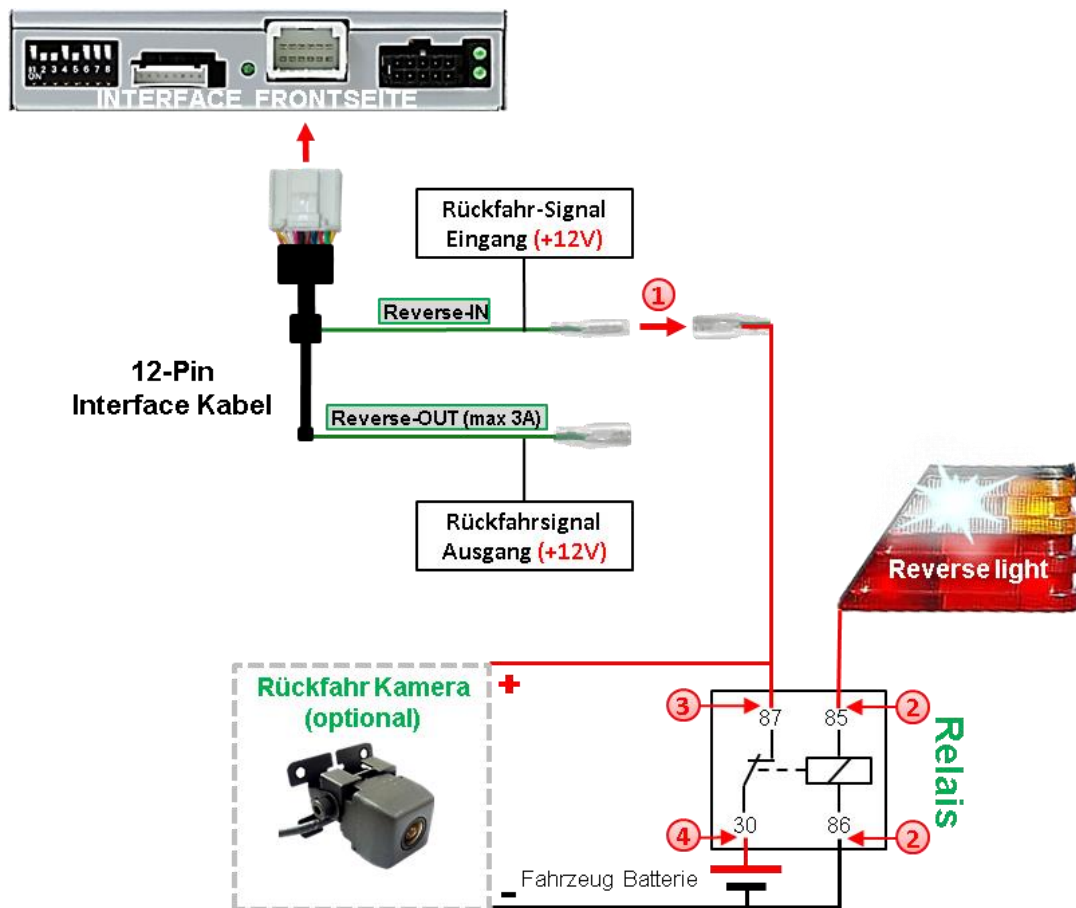 1 2 3 4 5 6 7 8
ON
INTERFACE FRONTSEITE
Rückfahr-Signal
Eingang (+12V)
Reverse-IN
1
12-Pin
Interface Kabel
Reverse-OUT (max 3A)
Rückfahrsignal
Ausgang (+12V)
Reverse light
Rückfahr Kamera
(optional)
+
3
87
85
2
Relais
4
30
86
2
- Fahrzeug Batterie